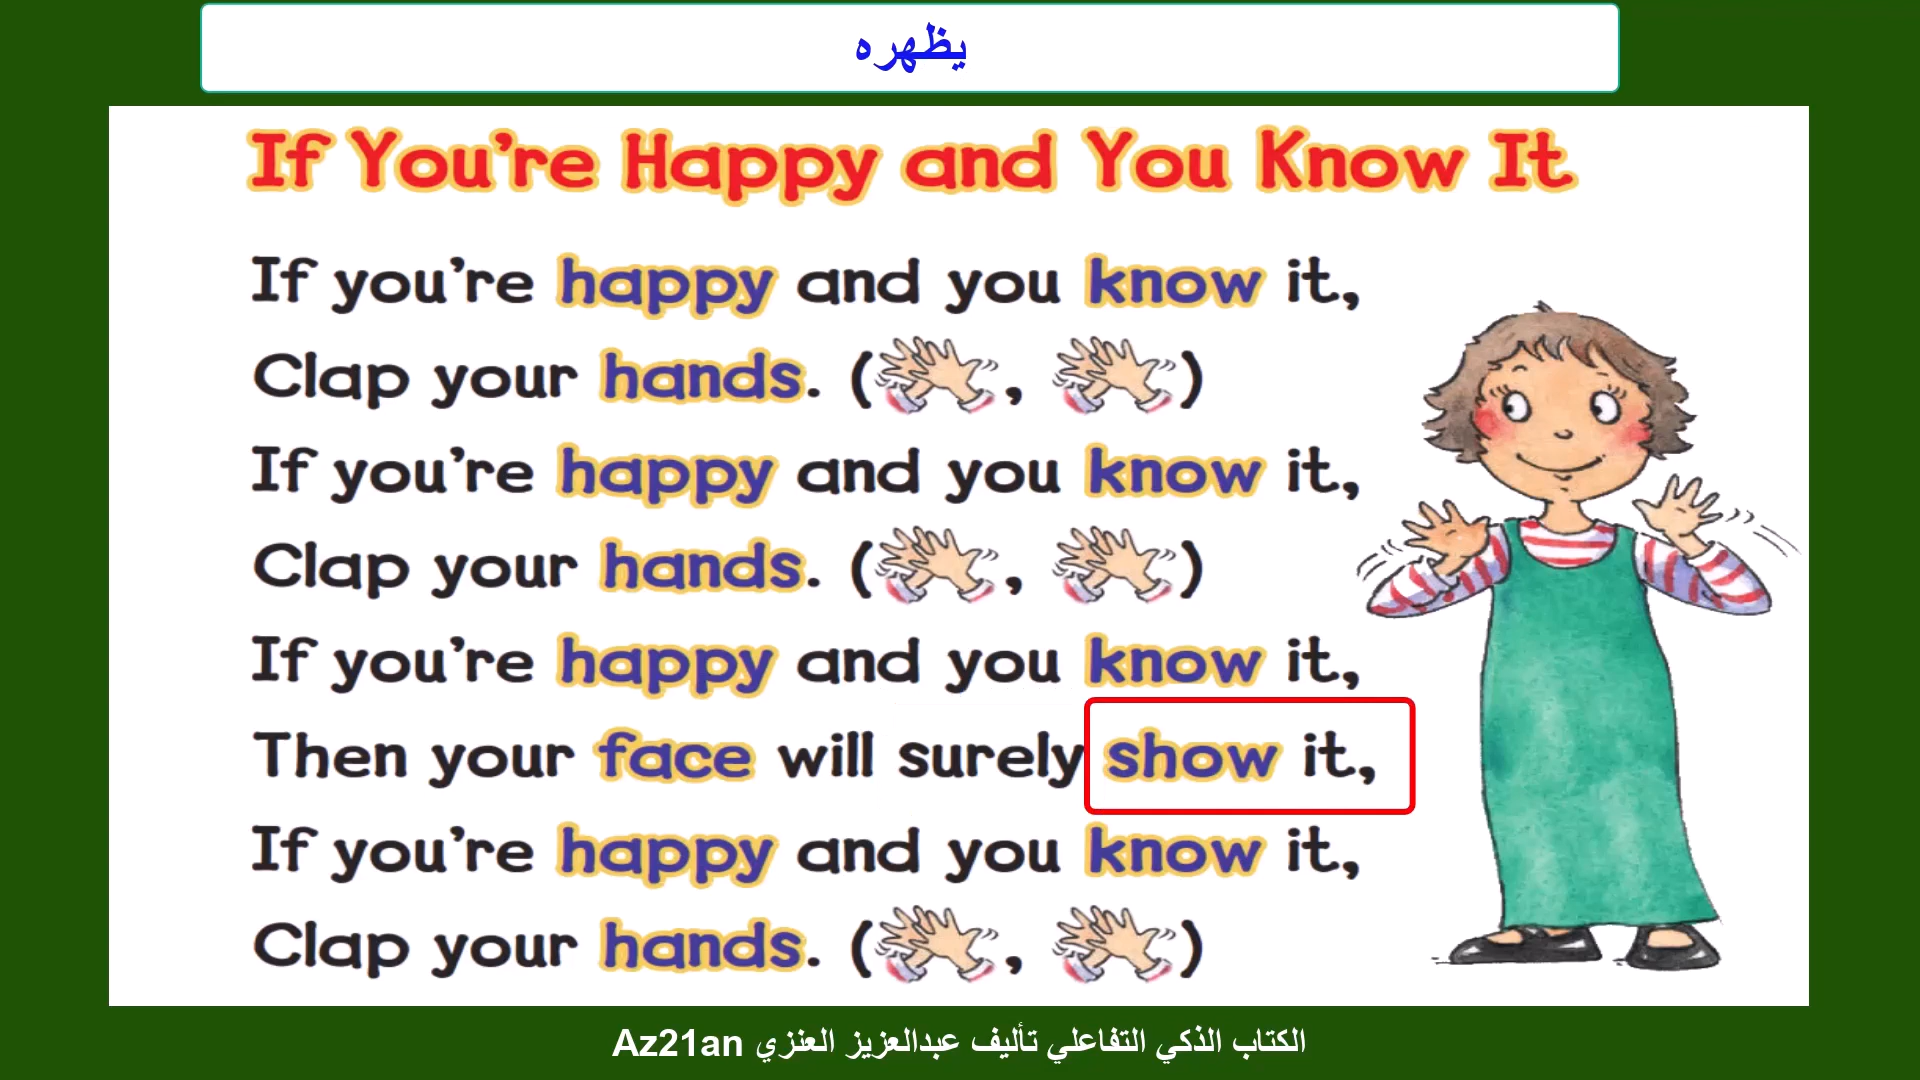 يظهره
If You're Happy and You Know It
If you're happy and you know it,
Clap your hands. ( , )
If you're happy and you know it,
Clap your hands. ( , )
If you're happy and you know it,
Then your face will surely show it,
If you're happy and you know it,
Clap your hands. ( , )
الكتاب الذكي التفاعلي تأليف عبدالعزيز العنزي Az21an